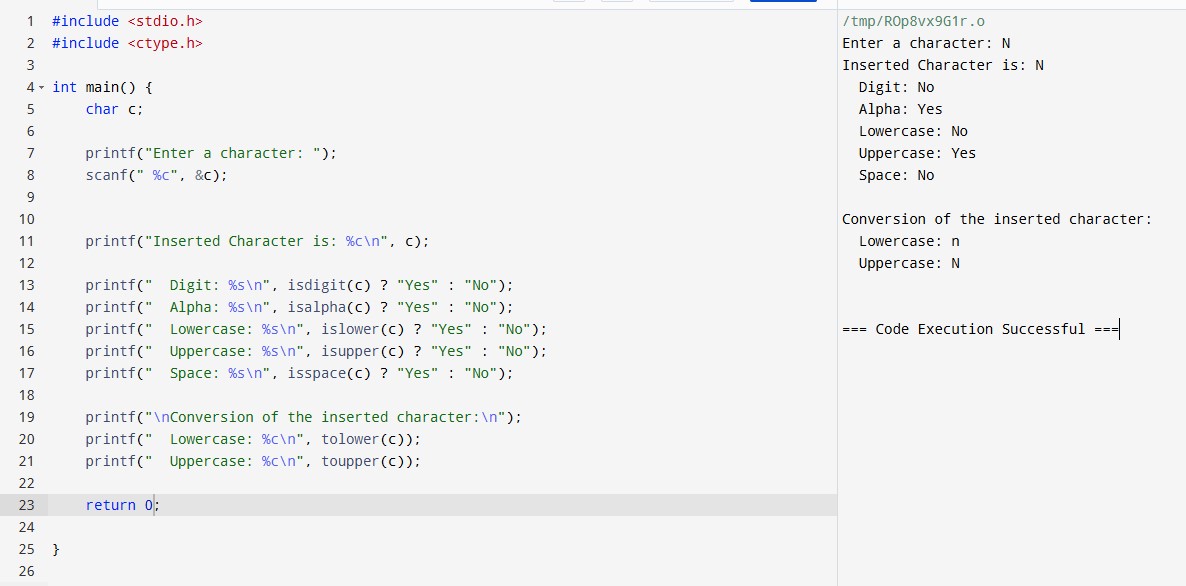 1 #include <stdio.h>
2 #include <ctype.h>
3
4 int main() {
5     char c;
6
7     printf("Enter a character: ");
8     scanf(" %c", &c);
9
10
11     printf("Inserted Character is: %c\n", c);
12
13     printf("  Digit: %s\n", isdigit(c) ? "Yes" : "No");
14     printf("  Alpha: %s\n", isalpha(c) ? "Yes" : "No");
15     printf("  Lowercase: %s\n", islower(c) ? "Yes" : "No");
16     printf("  Uppercase: %s\n", isupper(c) ? "Yes" : "No");
17     printf("  Space: %s\n", isspace(c) ? "Yes" : "No");
18
19     printf("\nConversion of the inserted character:\n");
20     printf("  Lowercase: %c\n", tolower(c));
21     printf("  Uppercase: %c\n", toupper(c));
22
23     return 0;
24
25 }
26
/tmp/ROp8vx9G1r.o
Enter a character: N
Inserted Character is: N
  Digit: No
  Alpha: Yes
  Lowercase: No
  Uppercase: Yes
  Space: No

Conversion of the inserted character:
  Lowercase: n
  Uppercase: N


=== Code Execution Successful ===